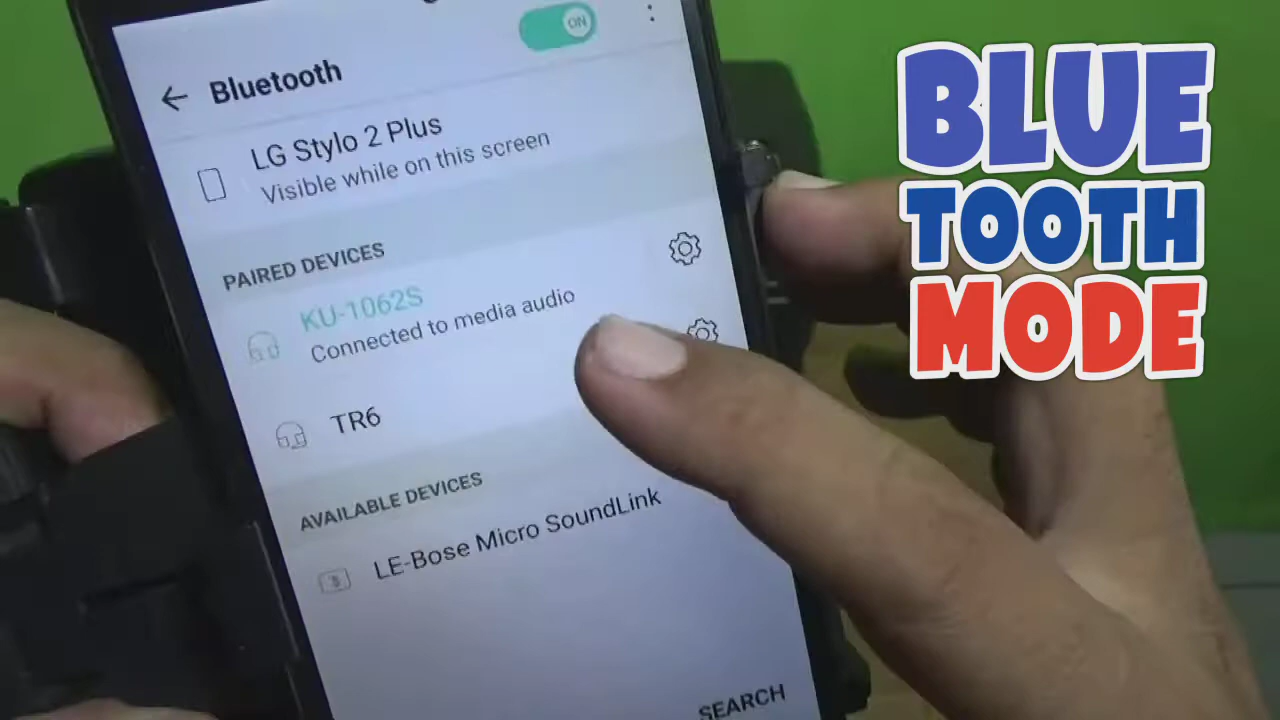 ON
Bluetooth
LG Stylo 2 Plus
Visible while on this screen
PAIRED DEVICES
KU-1062S
Connected to media audio
TR6
AVAILABLE DEVICES
LE-Bose Micro SoundLink
SEARCH
BLUE
TOOTH
MODE